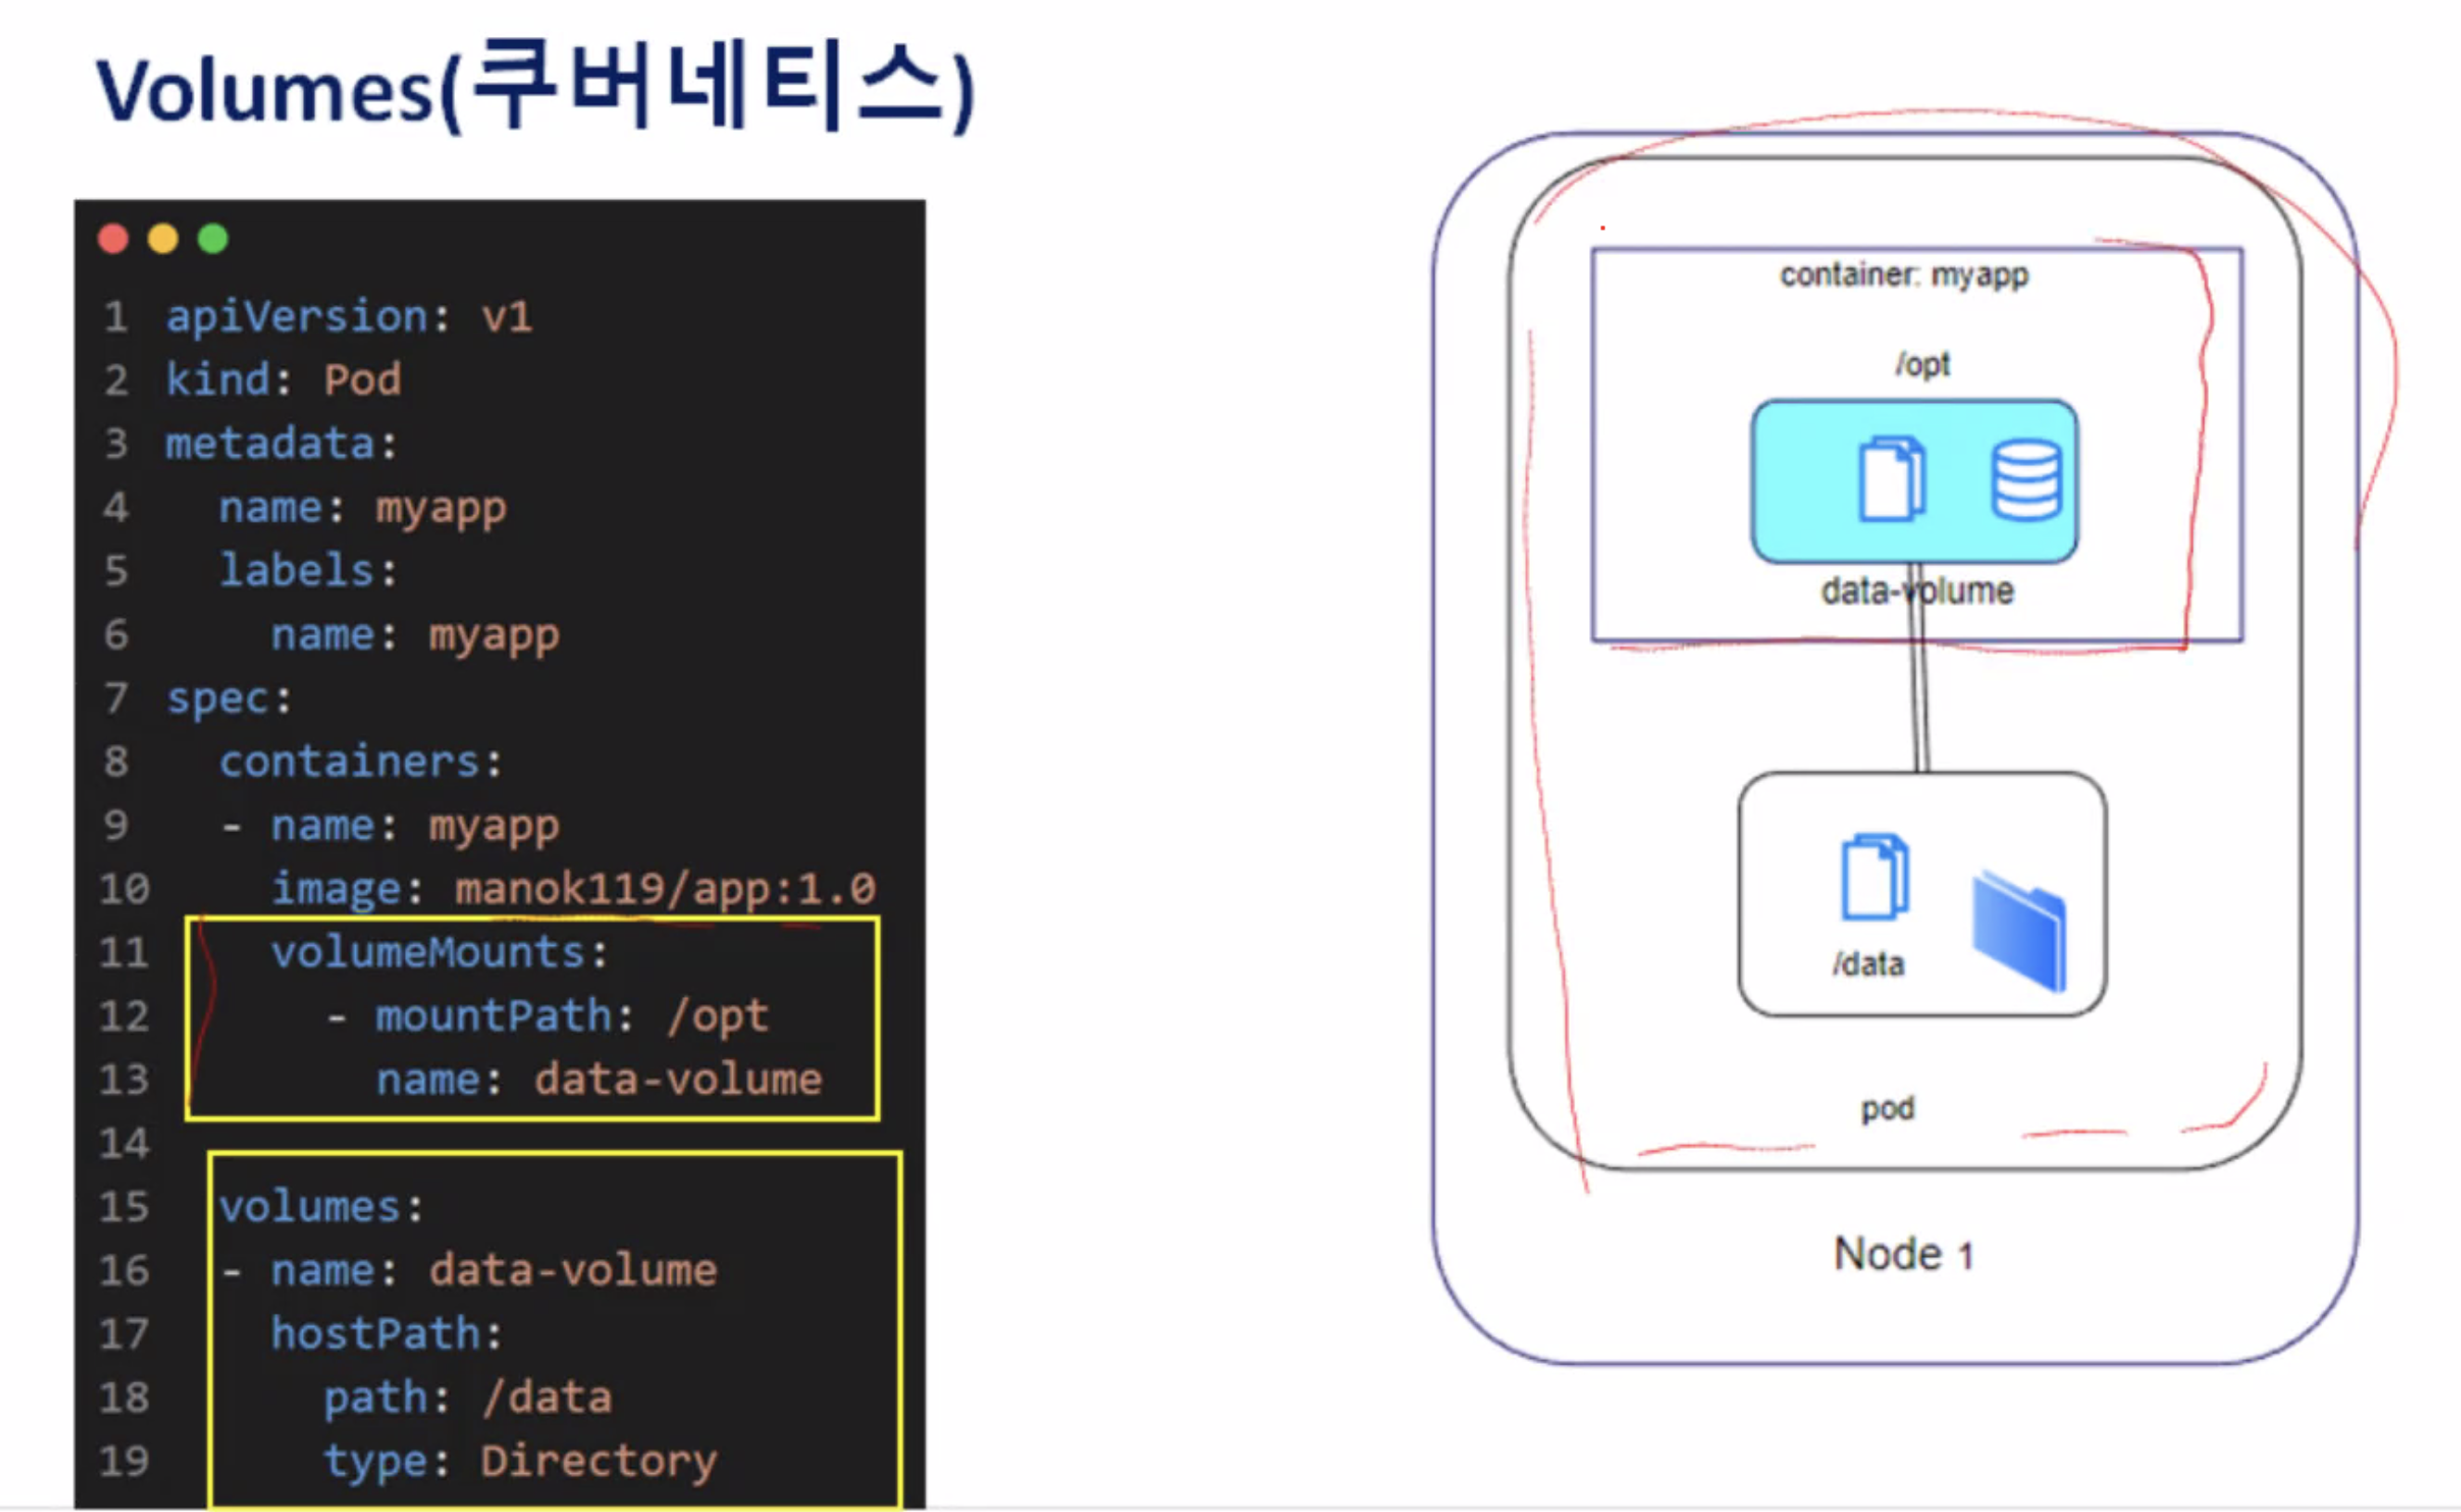 Volumes(쿠버네티스)
1 apiVersion: v1
2 kind: Pod
3 metadata:
4   name: myapp
5   labels:
6     name: myapp
7 spec:
8   containers:
9   - name: myapp
10     image: manok119/app:1.0
11     volumeMounts:
12       - mountPath: /opt
13         name: data-volume
14
15   volumes:
16   - name: data-volume
17     hostPath:
18       path: /data
19       type: Directory
container: myapp
/opt
data-volume
/data
pod
Node 1